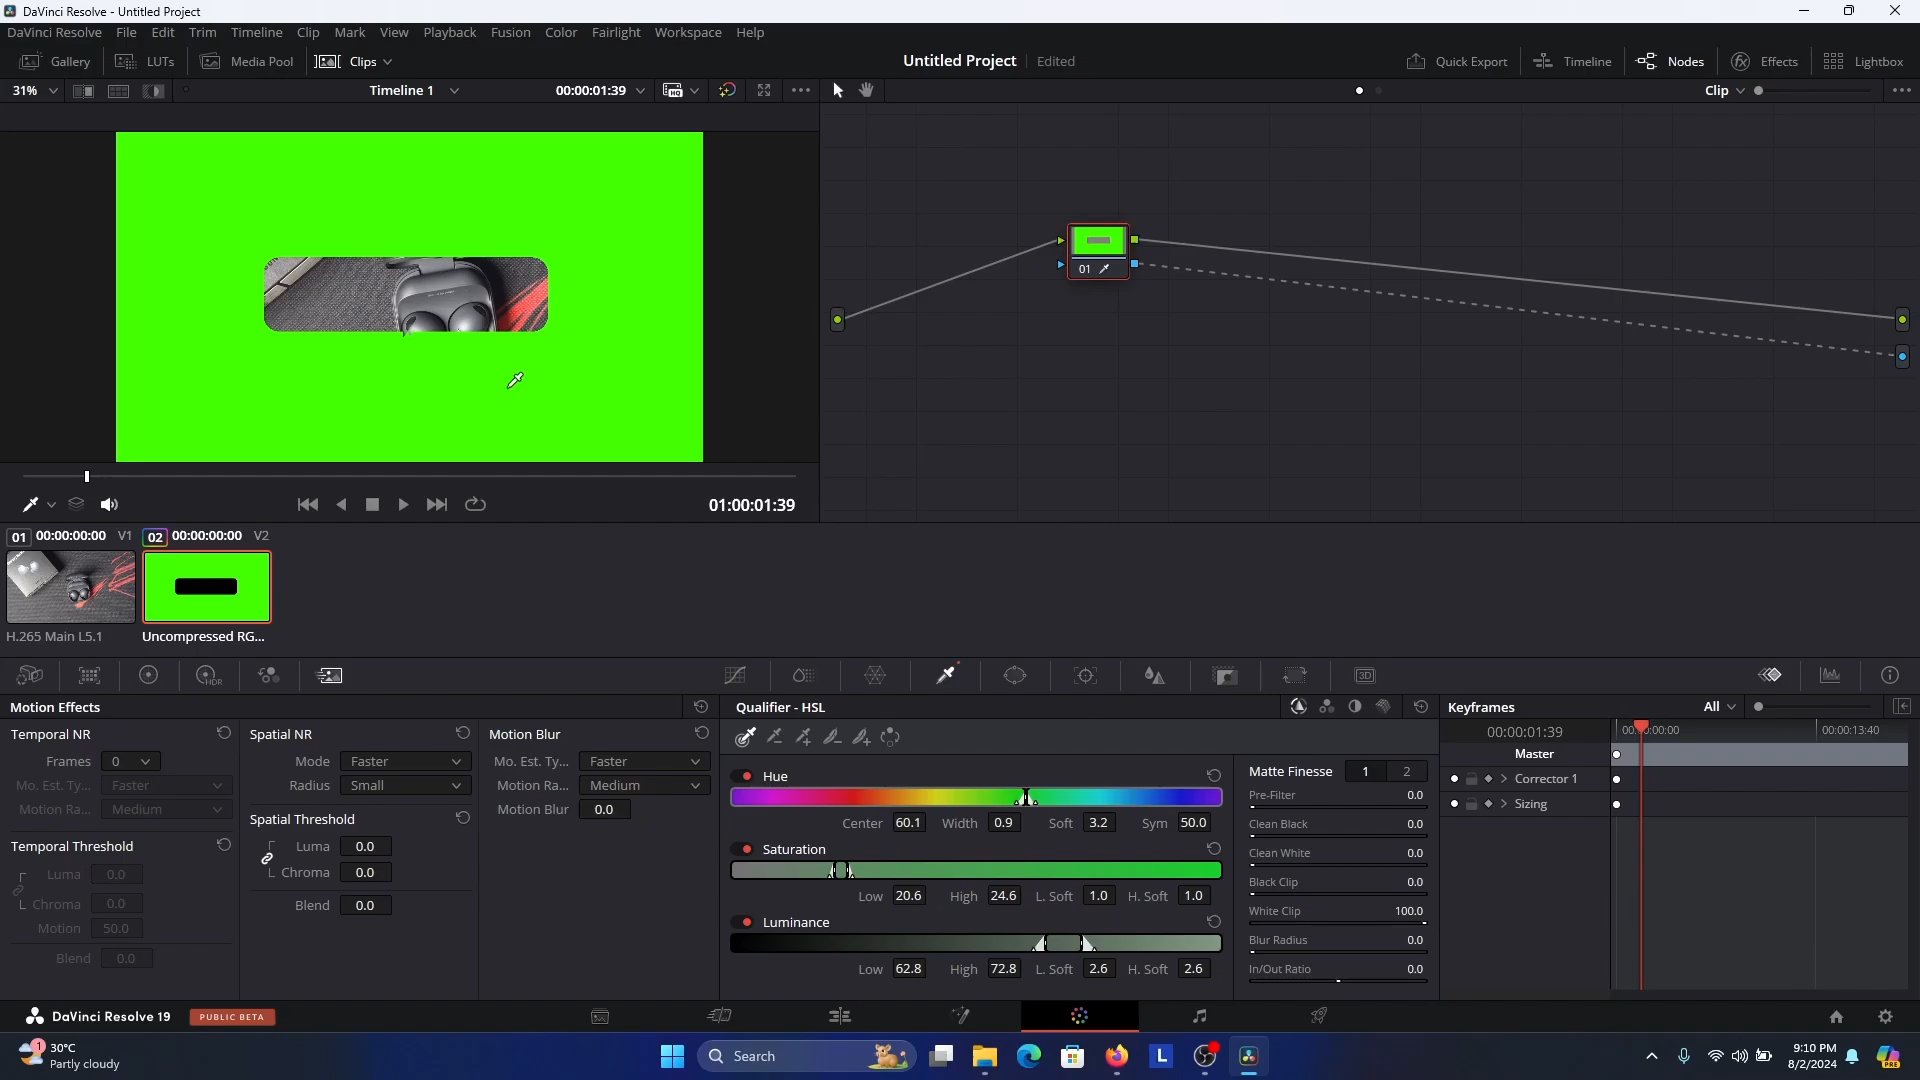 DaVinci Resolve - Untitled Project
DaVinci Resolve File Edit Trim Timeline Clip Mark View Playback Fusion Color Fairlight Workspace Help
Gallery LUTs Media Pool Clips Untitled Project Edited Quick Export Timeline Nodes Effects Lightbox
31% Timeline 1 00:00:01:39 Clip
01
01:00:01:39
01 00:00:00:00 V1 02 00:00:00:00 V2
H.265 Main L5.1 Uncompressed RG...
HDR 3D
Motion Effects Qualifier - HSL Keyframes All
Temporal NR Spatial NR Motion Blur
Frames 0 Mode Faster Mo. Est. Ty... Faster
Mo. Est. Ty... Faster Radius Small Motion Ra... Medium
Motion Ra... Medium Motion Blur 0.0
Spatial Threshold
Temporal Threshold Luma 0.0
Luma 0.0 Chroma 0.0
Chroma 0.0 Blend 0.0
Motion 50.0
Blend 0.0
Hue
Center 60.1 Width 0.9 Soft 3.2 Sym 50.0
Saturation
Low 20.6 High 24.6 L. Soft 1.0 H. Soft 1.0
Luminance
Low 62.8 High 72.8 L. Soft 2.6 H. Soft 2.6
Matte Finesse 1 2
Pre-Filter 0.0
Clean Black 0.0
Clean White 0.0
Black Clip 0.0
White Clip 100.0
Blur Radius 0.0
In/Out Ratio 0.0
00:00:01:39 00:00:13:40
Master
Corrector 1
Sizing
DaVinci Resolve 19 PUBLIC BETA
1 30°C
Partly cloudy
Search
L
9:10 PM
8/2/2024
PRE